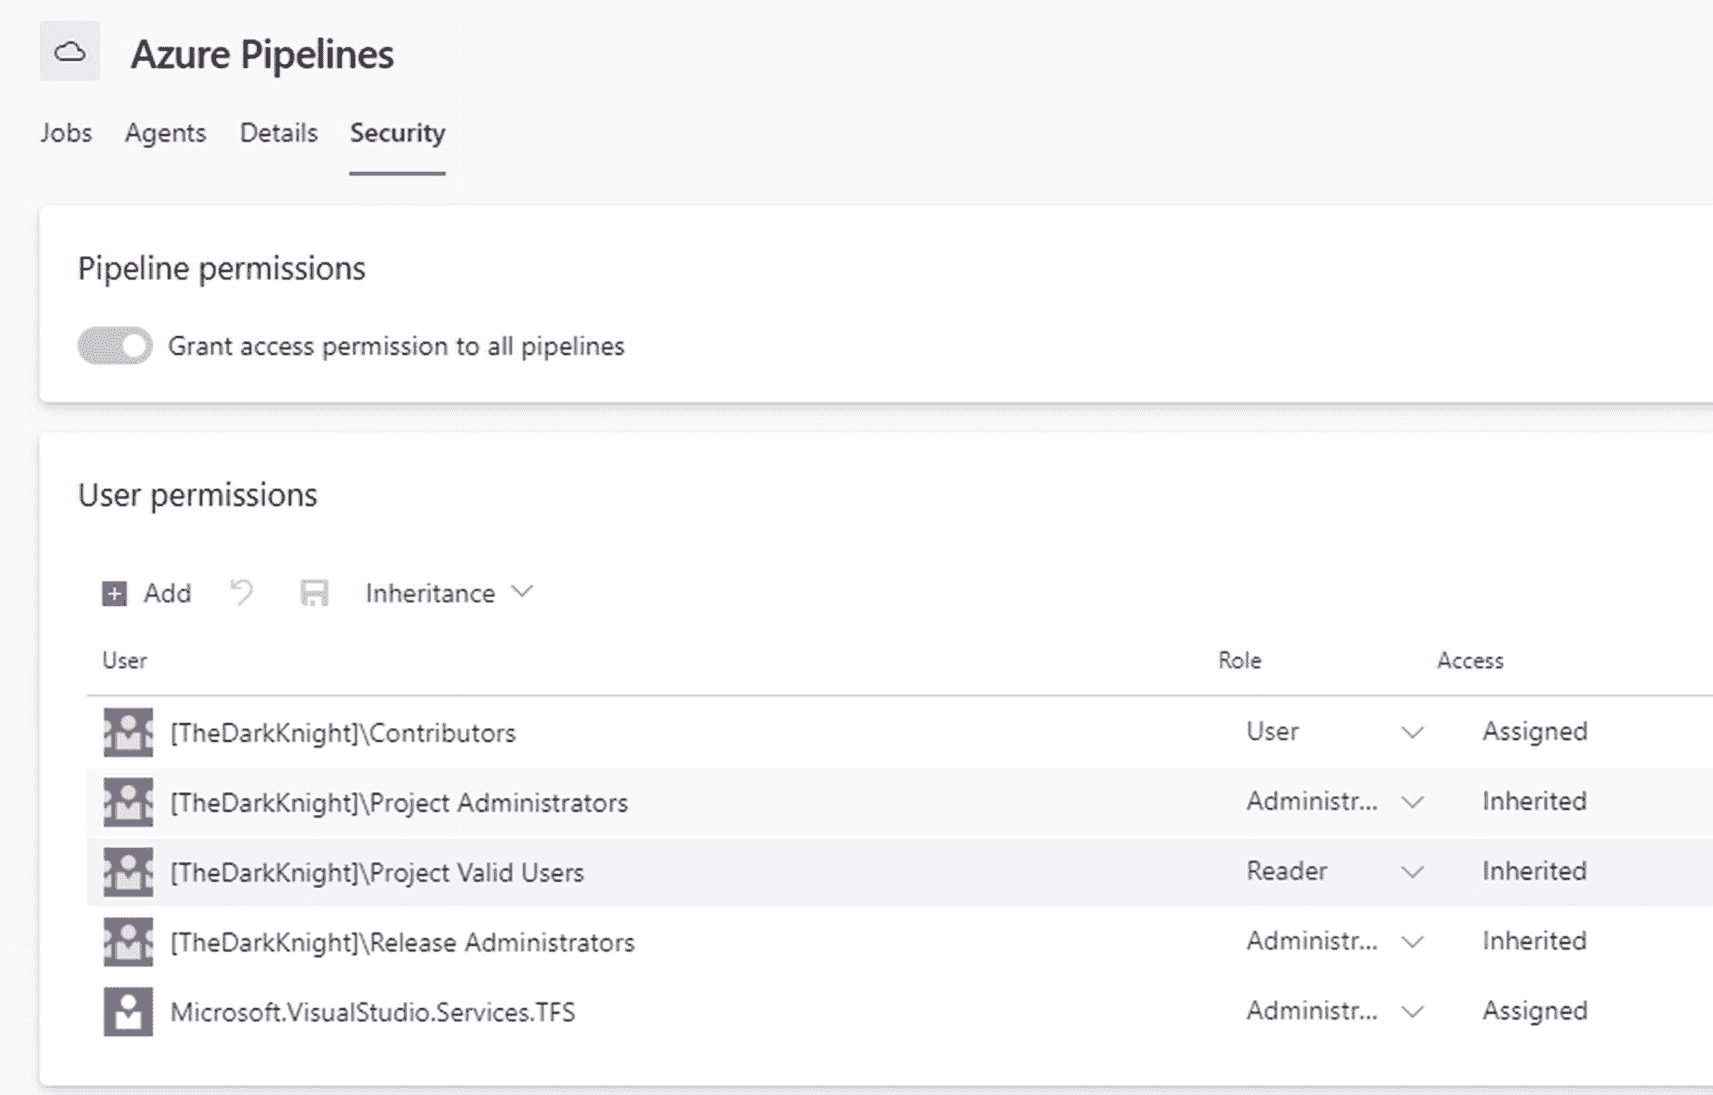 Azure Pipelines
Jobs Agents Details Security
Pipeline permissions
Grant access permission to all pipelines
User permissions
Add Inheritance
User Role Access
[TheDarkKnight]\Contributors User Assigned
[TheDarkKnight]\Project Administrators Administr... Inherited
[TheDarkKnight]\Project Valid Users Reader Inherited
[TheDarkKnight]\Release Administrators Administr... Inherited
Microsoft.VisualStudio.Services.TFS Administr... Assigned